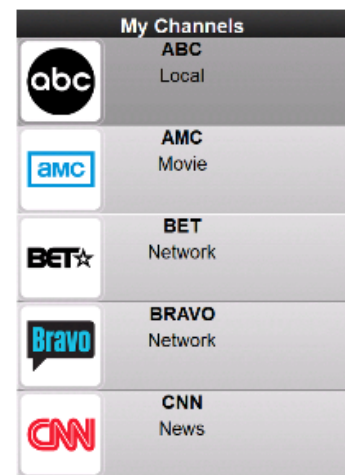 My Channels
abc
ABC
Local
amc
AMC
Movie
BET
BET
Network
Bravo
BRAVO
Network
CNN
CNN
News